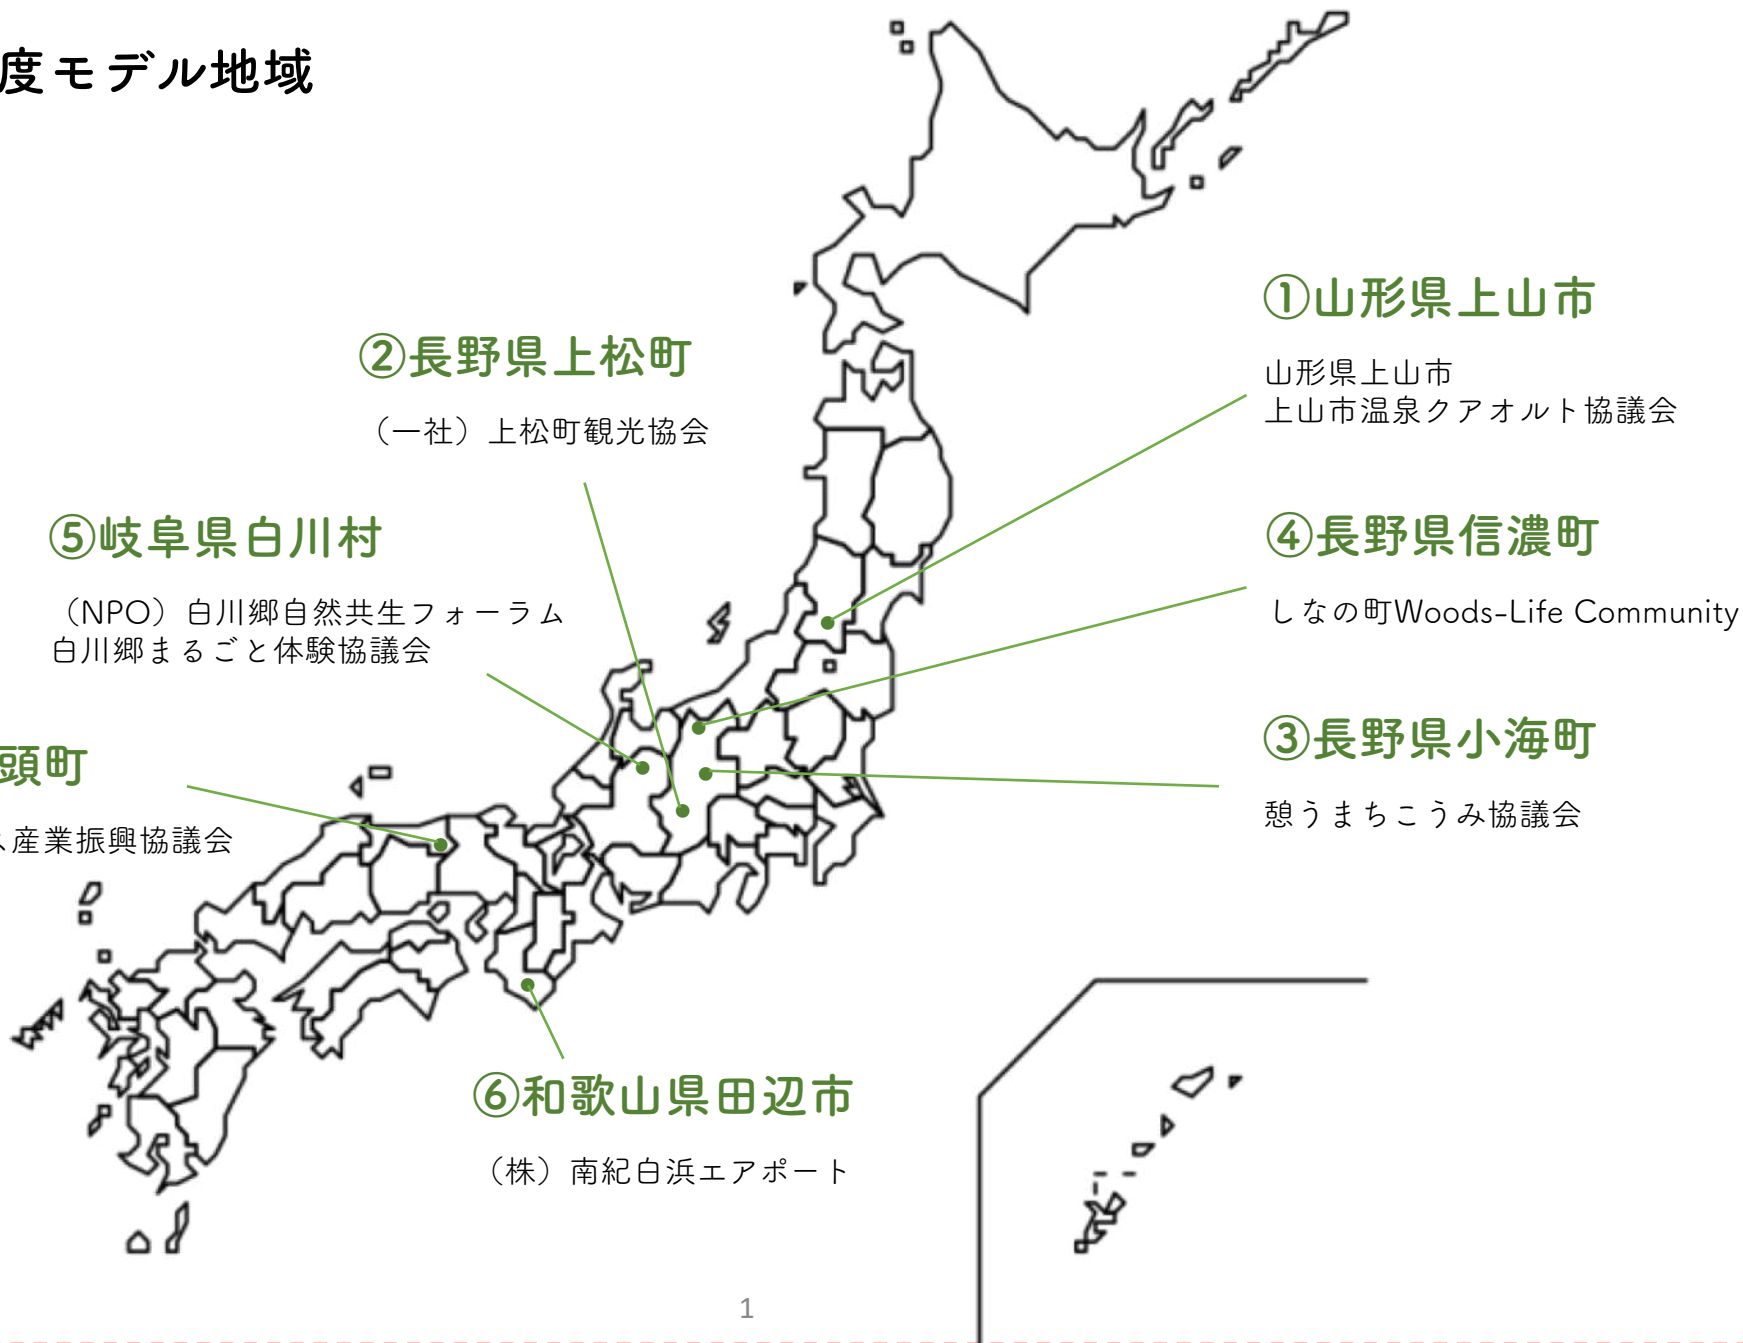 度モデル地域
①山形県上山市
山形県上山市
上山市温泉クアオルト協議会
②長野県上松町
（一社）上松町観光協会
⑤岐阜県白川村
（NPO）白川郷自然共生フォーラム
白川郷まるごと体験協議会
④長野県信濃町
しなの町Woods-Life Community
③長野県小海町
憩うまちこうみ協議会
頭町
産業振興協議会
⑥和歌山県田辺市
（株）南紀白浜エアポート
1